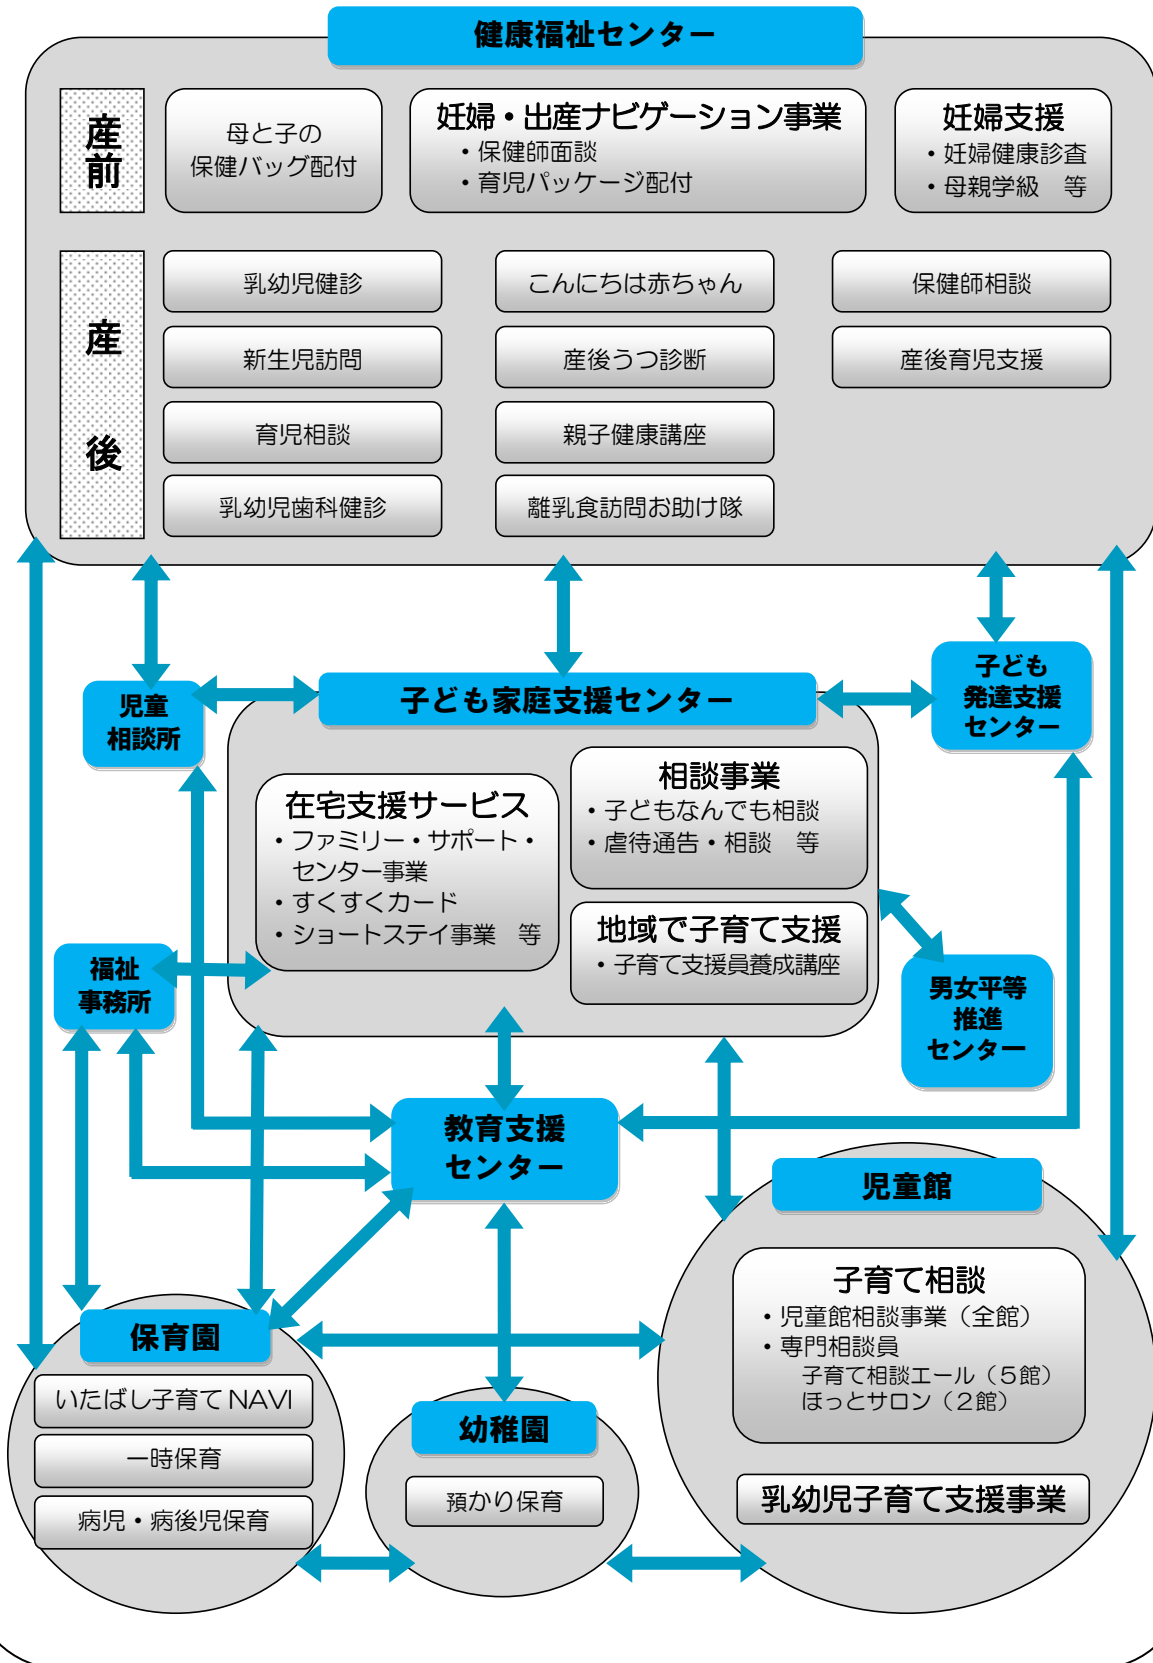 健康福祉センター
産前
母と子の
保健バッグ配付
妊婦・出産ナビゲーション事業
・保健師面談
・育児パッケージ配付
妊婦支援
・妊婦健康診査
・母親学級　等
産後
乳幼児健診
こんにちは赤ちゃん
保健師相談
新生児訪問
産後うつ診断
産後育児支援
育児相談
親子健康講座
乳幼児歯科健診
離乳食訪問お助け隊
児童
相談所
子ども家庭支援センター
子ども
発達支援
センター
在宅支援サービス
・ファミリー・サポート・
センター事業
・すくすくカード
・ショートステイ事業　等
相談事業
・子どもなんでも相談
・虐待通告・相談　等
地域で子育て支援
・子育て支援員養成講座
福祉
事務所
男女平等
推進
センター
教育支援
センター
児童館
子育て相談
・児童館相談事業（全館）
・専門相談員
子育て相談エール（５館）
ほっとサロン（２館）
乳幼児子育て支援事業
保育園
いたばし子育てNAVI
一時保育
病児・病後児保育
幼稚園
預かり保育